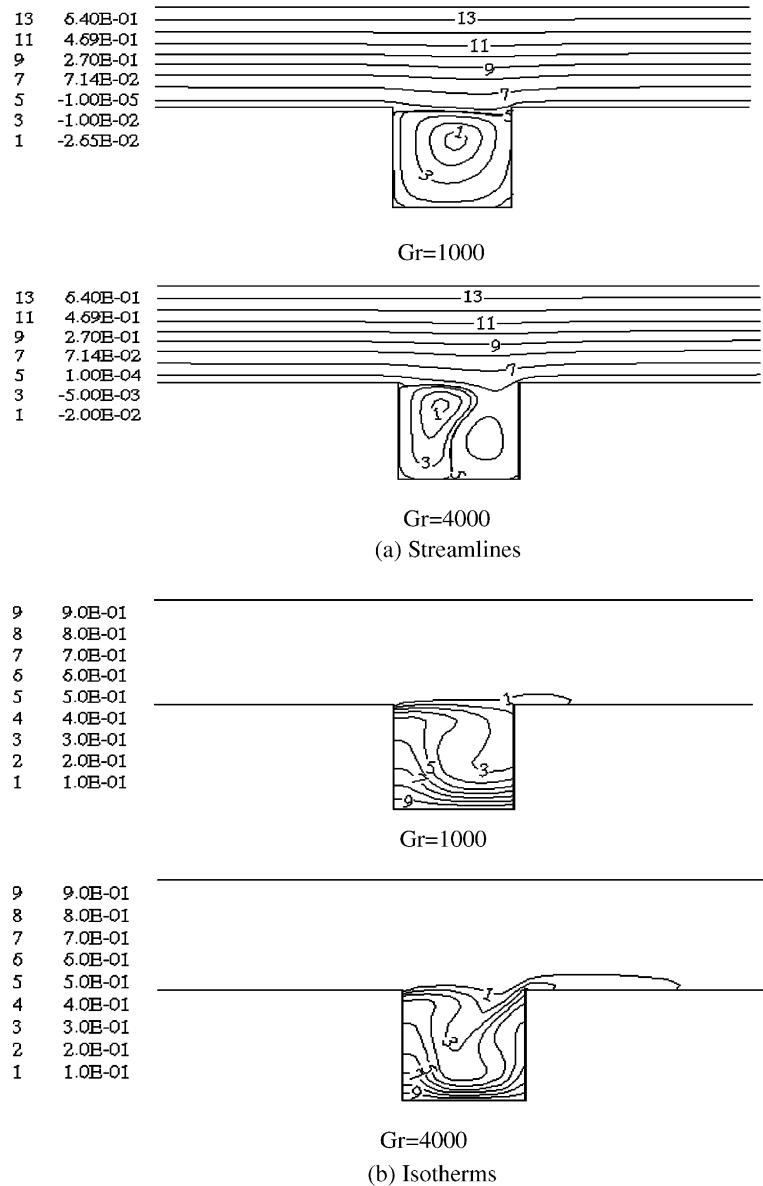 13 6.40E-01
11 4.69E-01
9 2.70E-01
7 7.14E-02
5 -1.00E-05
3 -1.00E-02
1 -2.65E-02
13
11
9
7
5
1
3
Gr=1000
13 6.40E-01
11 4.69E-01
9 2.70E-01
7 7.14E-02
5 1.00E-04
3 -5.00E-03
1 -2.00E-02
13
11
9
7
1
3
5
Gr=4000
(a) Streamlines
9 9.0E-01
8 8.0E-01
7 7.0E-01
6 6.0E-01
5 5.0E-01
4 4.0E-01
3 3.0E-01
2 2.0E-01
1 1.0E-01
1
5
3
7
9
Gr=1000
9 9.0E-01
8 8.0E-01
7 7.0E-01
6 6.0E-01
5 5.0E-01
4 4.0E-01
3 3.0E-01
2 2.0E-01
1 1.0E-01
1
3
5
7
9
Gr=4000
(b) Isotherms